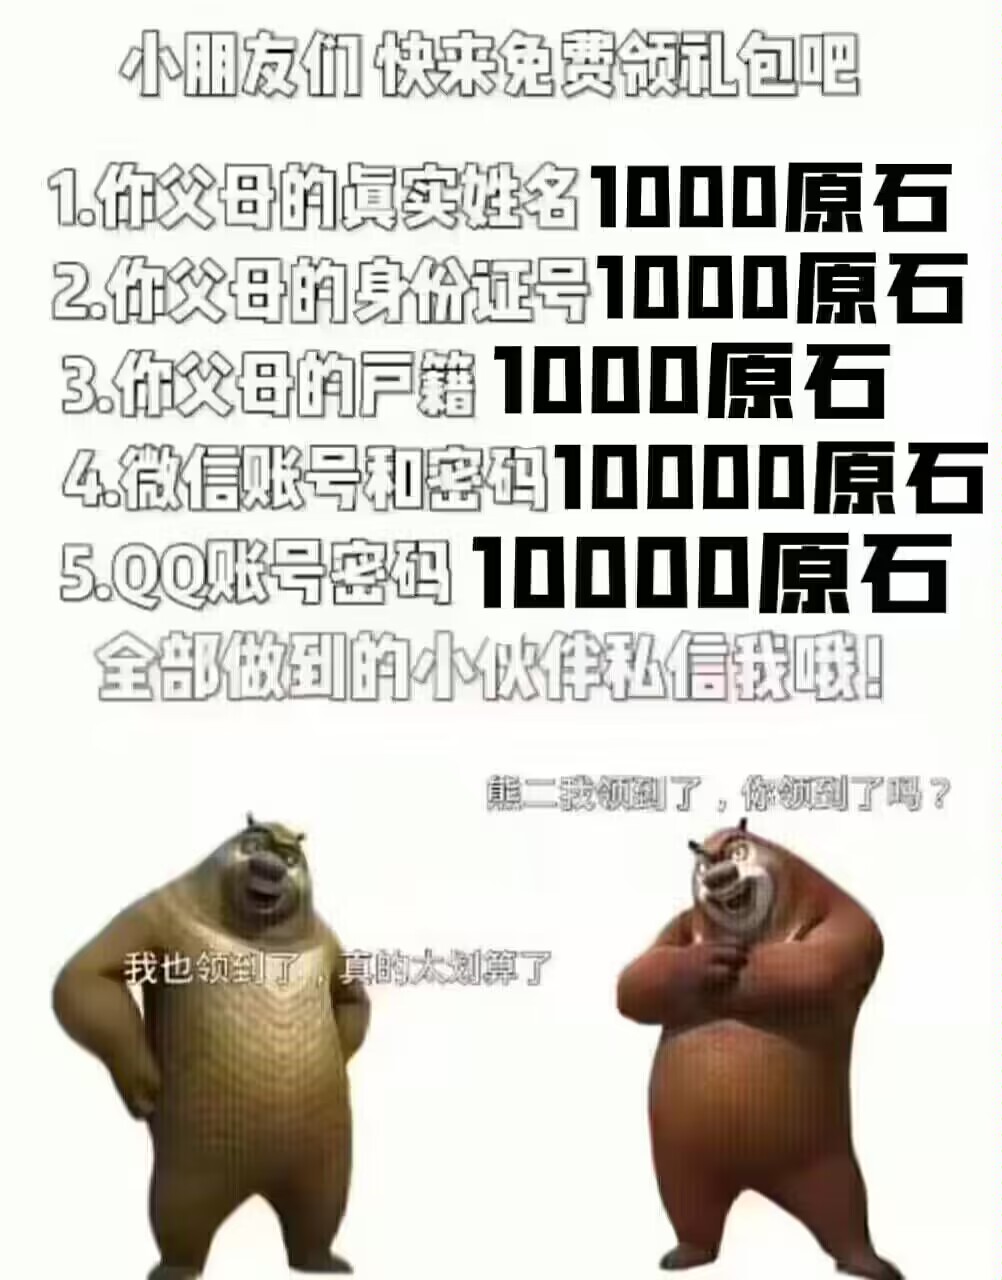 小朋友们 快来免费领礼包吧
1.你父母的真实姓名1000原石
2.你父母的身份证号1000原石
3.你父母的户籍 1000原石
4.微信账号和密码10000原石
5.QQ账号密码 10000原石
全部做到的小伙伴私信我哦!
熊二我领到了，你领到了吗？
我也领到了，真的太划算了